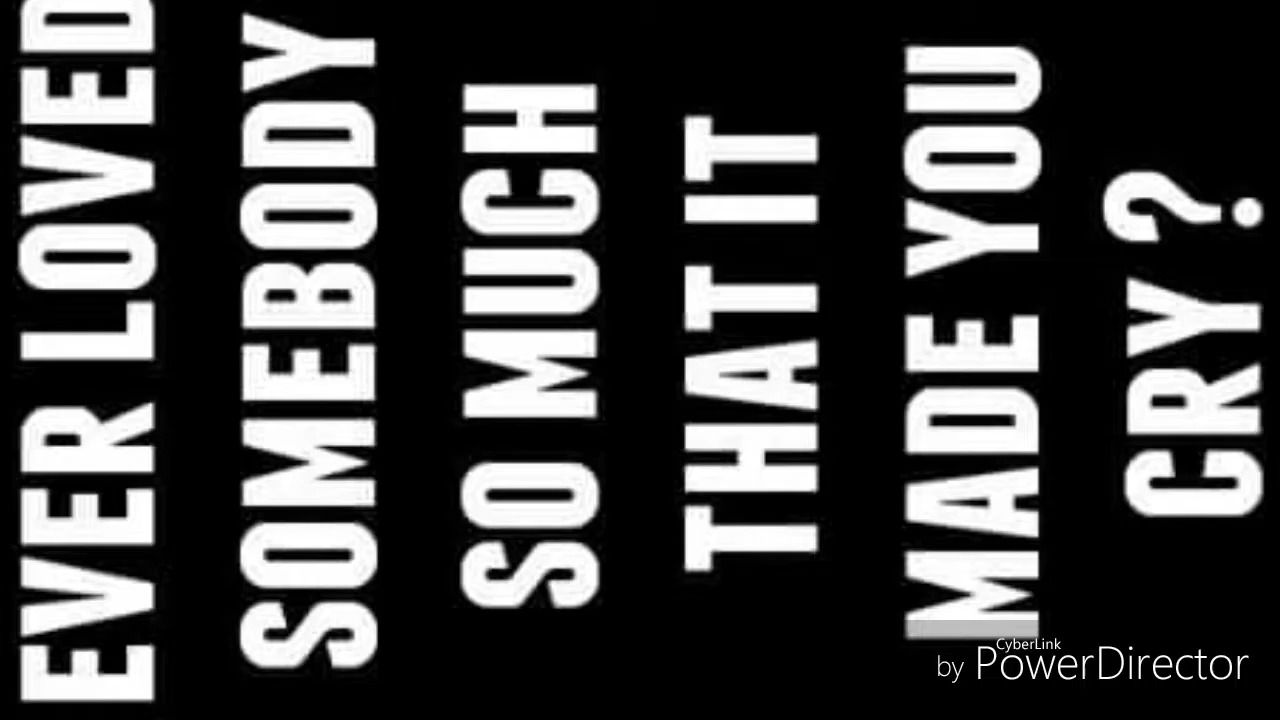 EVER LOVED
SOMEBODY
SO MUCH
THAT IT
MADE YOU
CRY ?
by CyberLink PowerDirector